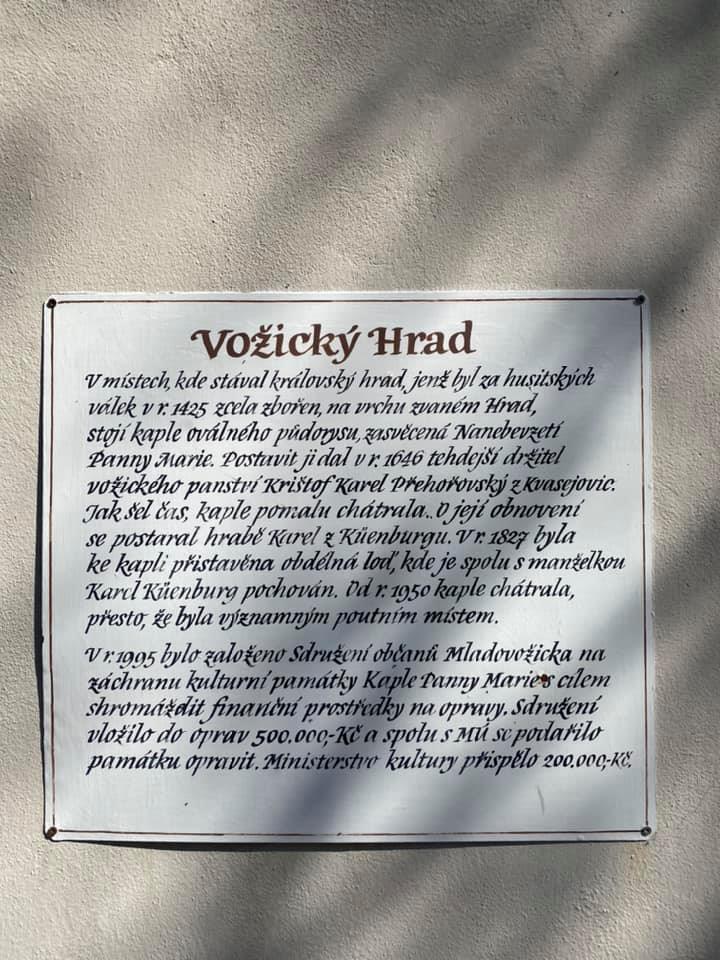 Vožický Hrad
V místech, kde stával královský hrad, jenž byl za husitských
válek v r. 1425 zcela zbořen, na vrchu zvaném Hrad,
stojí kaple oválného půdorysu, zasvěcená Nanebevzetí
Panny Marie. Postavit ji dal v r. 1646 tehdejší držitel
vožického panství Krištof Karel Přehořovský z Kvasejovic.
Jak šel čas, kaple pomalu chátrala. O její obnovení
se postaral hrabě Karel z Küenburgu. V r. 1827 byla
ke kapli přistavěna obdélná loď, kde je spolu s manželkou
Karel Küenburg pochován. Od r. 1950 kaple chátrala,
přesto, že byla významným poutním místem.
V r. 1995 bylo založeno Sdružení občanů Mladovožicka na
záchranu kulturní památky Kaple Panny Marie s cílem
shromáždit finanční prostředky na opravy. Sdružení
vložilo do oprav 500.000,-Kč a spolu s MÚ se podařilo
památku opravit. Ministerstvo kultury přispělo 200.000,-Kč.